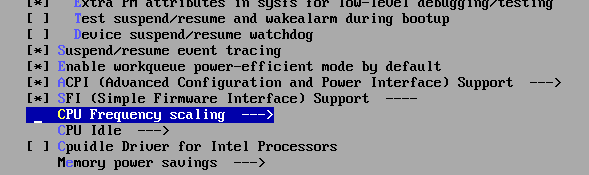 [*] Extra PM attributes in sysfs for low-level debugging/testing
[ ] Test suspend/resume and wakealarm during bootup
[ ] Device suspend/resume watchdog
[*] Suspend/resume event tracing
[*] Enable workqueue power-efficient mode by default
[*] ACPI (Advanced Configuration and Power Interface) Support --->
[*] SFI (Simple Firmware Interface) Support ----
CPU Frequency scaling --->
CPU Idle --->
[ ] Cpuidle Driver for Intel Processors
Memory power savings --->